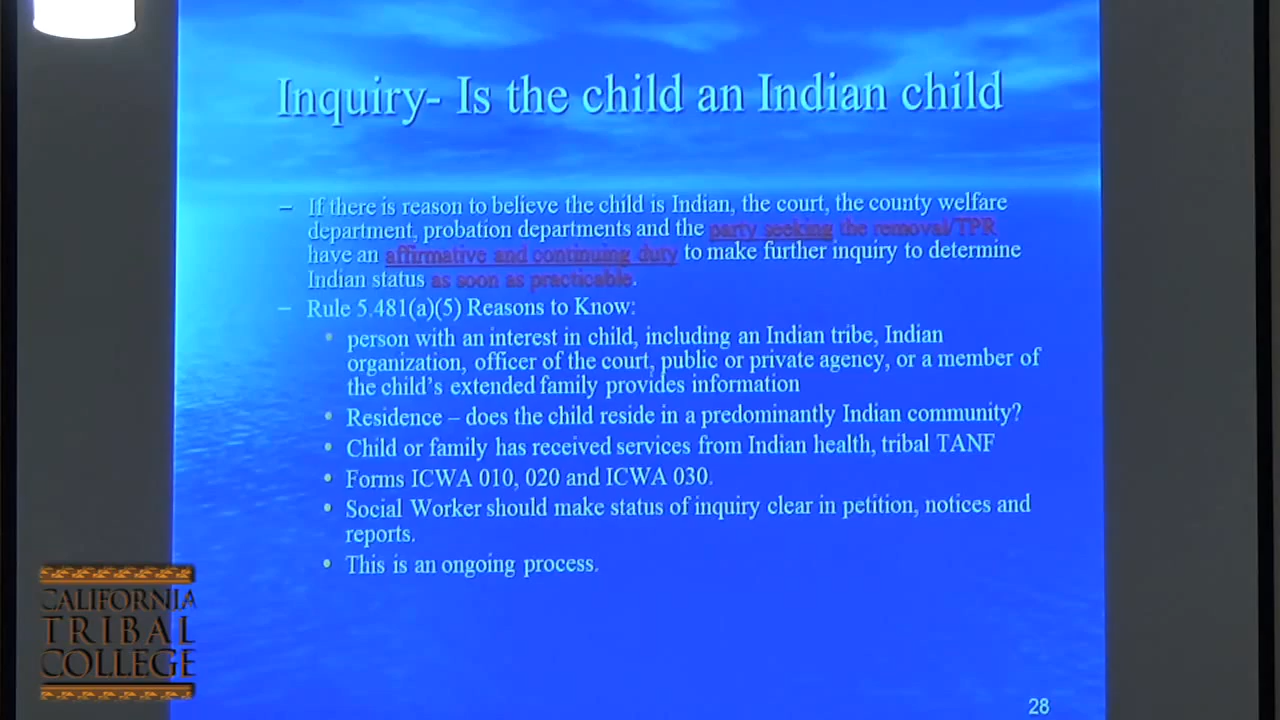 Inquiry- Is the child an Indian child
– If there is reason to believe the child is Indian, the court, the county welfare
department, probation departments and the party seeking the removal/TPR
have an affirmative and continuing duty to make further inquiry to determine
Indian status as soon as practicable.
– Rule 5.481(a)(5) Reasons to Know:
• person with an interest in child, including an Indian tribe, Indian
organization, officer of the court, public or private agency, or a member of
the child's extended family provides information
• Residence – does the child reside in a predominantly Indian community?
• Child or family has received services from Indian health, tribal TANF
• Forms ICWA 010, 020 and ICWA 030.
• Social Worker should make status of inquiry clear in petition, notices and
reports.
• This is an ongoing process.
CALIFORNIA
TRIBAL
COLLEGE
28